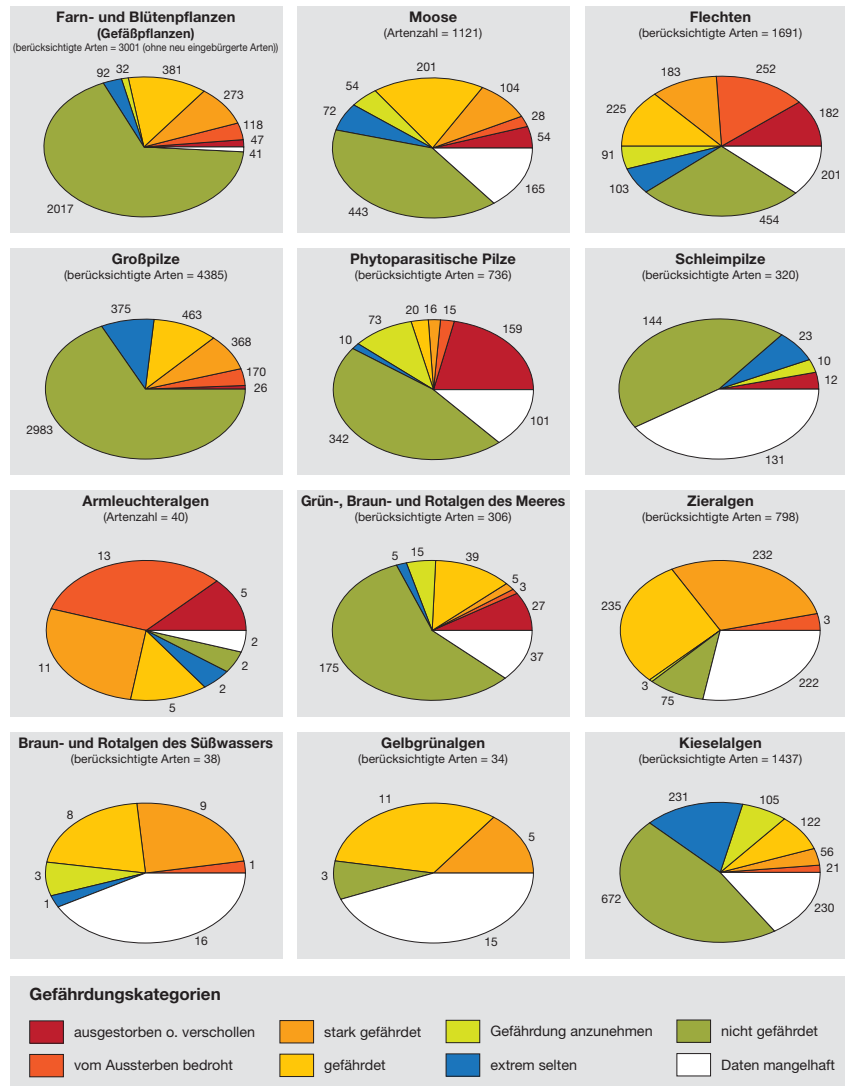 Farn- und Blütenpflanzen
(Gefäßpflanzen)
(berücksichtigte Arten = 3001 (ohne neu eingebürgerte Arten))
92
32
381
273
118
47
41
2017
Moose
(Artenzahl = 1121)
201
54
104
72
28
54
165
443
Flechten
(berücksichtigte Arten = 1691)
183
252
225
182
91
103
201
454
Großpilze
(berücksichtigte Arten = 4385)
375
463
368
170
26
2983
Phytoparasitische Pilze
(berücksichtigte Arten = 736)
20
16
15
73
159
10
342
101
Schleimpilze
(berücksichtigte Arten = 320)
144
23
10
12
131
Armleuchteralgen
(Artenzahl = 40)
13
5
2
2
2
11
5
Grün-, Braun- und Rotalgen des Meeres
(berücksichtigte Arten = 306)
5
15
39
5
3
27
37
175
Zieralgen
(berücksichtigte Arten = 798)
232
235
3
3
75
222
Braun- und Rotalgen des Süßwassers
(berücksichtigte Arten = 38)
8
9
3
1
1
16
Gelbgrünalgen
(berücksichtigte Arten = 34)
11
5
3
15
Kieselalgen
(berücksichtigte Arten = 1437)
231
105
122
56
21
672
230
Gefährdungskategorien
ausgestorben o. verschollen
stark gefährdet
Gefährdung anzunehmen
nicht gefährdet
vom Aussterben bedroht
gefährdet
extrem selten
Daten mangelhaft